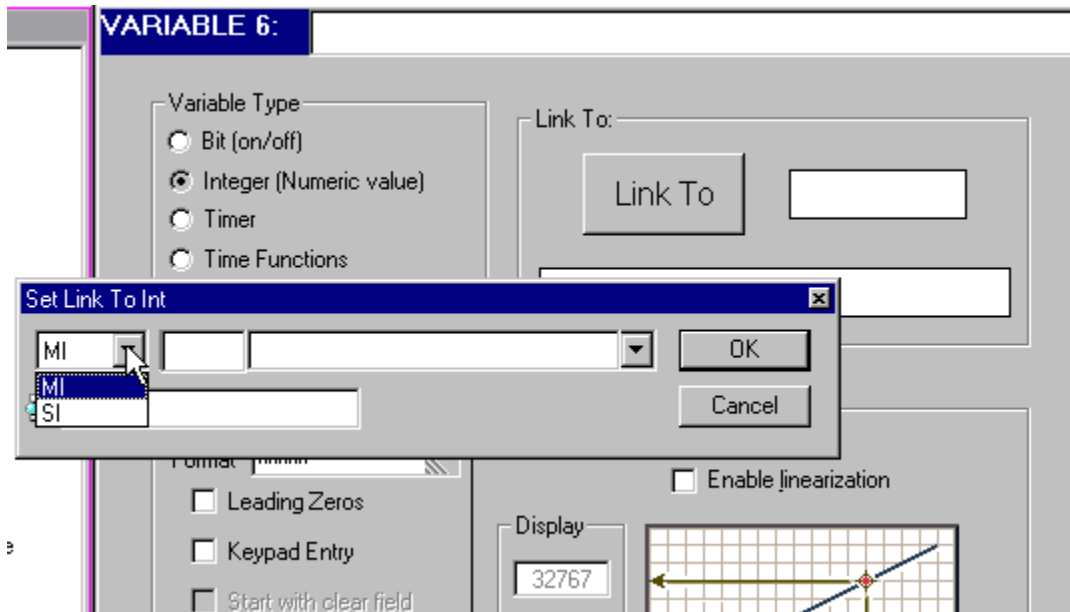 VARIABLE 6:
Variable Type
Bit (on/off)
Integer (Numeric value)
Timer
Time Functions
Link To:
Link To
Set Link To Int
MI
OK
MI
SI
Cancel
Format
Leading Zeros
Keypad Entry
Start with clear field
Enable linearization
Display
32767